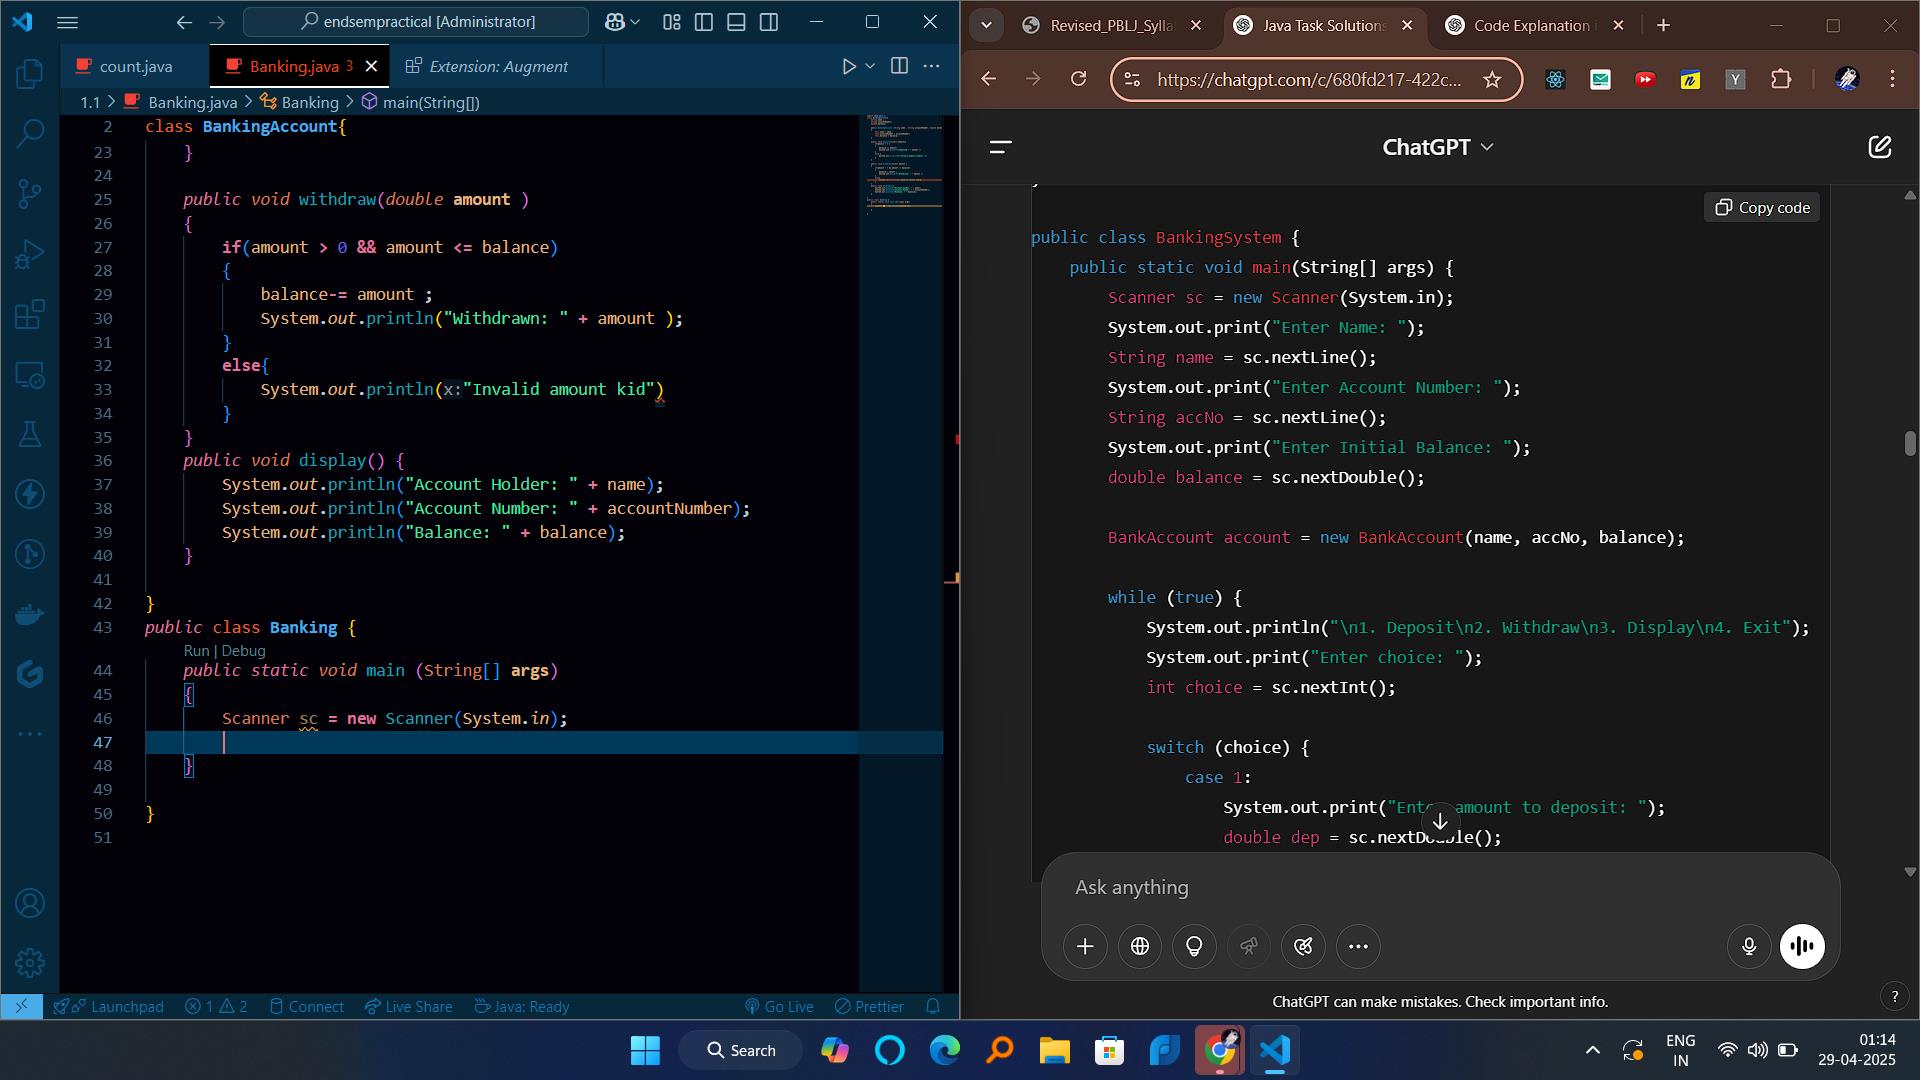 endsempractical [Administrator]
count.java
Banking.java 3
Extension: Augment
1.1 > Banking.java > Banking > main(String[])
2 class BankingAccount{
23 }
24
25 public void withdraw(double amount )
26 {
27 if(amount > 0 && amount <= balance)
28 {
29 balance-= amount ;
30 System.out.println("Withdrawn: " + amount );
31 }
32 else{
33 System.out.println(x:"Invalid amount kid")
34 }
35 }
36 public void display() {
37 System.out.println("Account Holder: " + name);
38 System.out.println("Account Number: " + accountNumber);
39 System.out.println("Balance: " + balance);
40 }
41
42 }
43 public class Banking {
Run | Debug
44 public static void main (String[] args)
45 {
46 Scanner sc = new Scanner(System.in);
47
48 }
49
50 }
51
Launchpad
1 2
Connect
Live Share
Java: Ready
Go Live
Prettier
Revised_PBLJ_Sylla
Java Task Solutions
Code Explanation
https://chatgpt.com/c/680fd217-422c...
ChatGPT
Copy code
public class BankingSystem {
public static void main(String[] args) {
Scanner sc = new Scanner(System.in);
System.out.print("Enter Name: ");
String name = sc.nextLine();
System.out.print("Enter Account Number: ");
String accNo = sc.nextLine();
System.out.print("Enter Initial Balance: ");
double balance = sc.nextDouble();
BankAccount account = new BankAccount(name, accNo, balance);
while (true) {
System.out.println("\n1. Deposit\n2. Withdraw\n3. Display\n4. Exit");
System.out.print("Enter choice: ");
int choice = sc.nextInt();
switch (choice) {
case 1:
System.out.print("Enter amount to deposit: ");
double dep = sc.nextDouble();
Ask anything
ChatGPT can make mistakes. Check important info.
?
Search
ENG
IN
01:14
29-04-2025